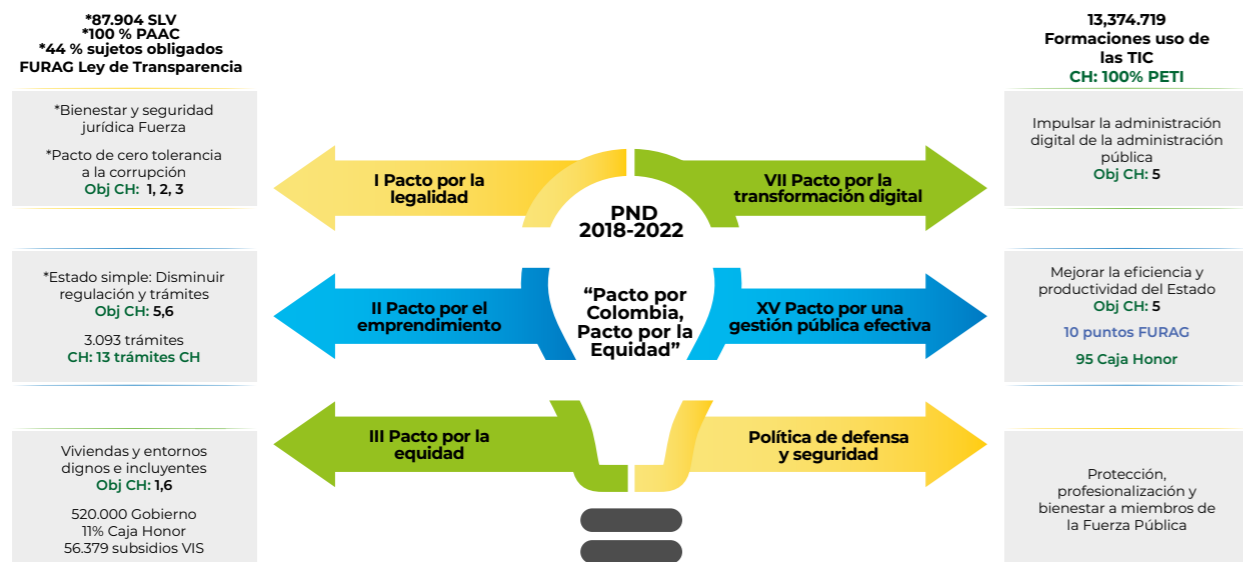 *87.904 SLV
*100 % PAAC
*44 % sujetos obligados
FURAG Ley de Transparencia
*Bienestar y seguridad
jurídica Fuerza
*Pacto de cero tolerancia
a la corrupción
Obj CH: 1, 2, 3
*Estado simple: Disminuir
regulación y trámites
Obj CH: 5,6
3.093 trámites
CH: 13 trámites CH
Viviendas y entornos
dignos e incluyentes
Obj CH: 1,6
520.000 Gobierno
11% Caja Honor
56.379 subsidios VIS
I Pacto por la
legalidad
II Pacto por el
emprendimiento
III Pacto por la
equidad
PND
2018-2022
“Pacto por
Colombia,
Pacto por la
Equidad”
VII Pacto por la
transformación digital
XV Pacto por una
gestión pública efectiva
Política de defensa
y seguridad
13,374.719
Formaciones uso de
las TIC
CH: 100% PETI
Impulsar la administración
digital de la administración
pública
Obj CH: 5
Mejorar la eficiencia y
productividad del Estado
Obj CH: 5
10 puntos FURAG
95 Caja Honor
Protección,
profesionalización y
bienestar a miembros de
la Fuerza Pública